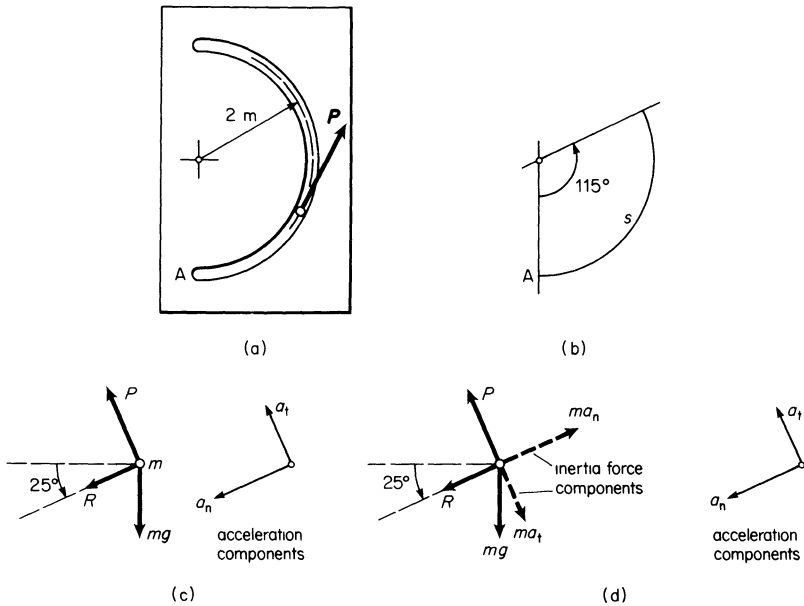 2 m
P
A
(a)
115°
s
A
(b)
P
m
25°
R
mg
a_t
a_n
acceleration
components
(c)
P
ma_n
inertia force
components
25°
R
mg
ma_t
a_t
a_n
acceleration
components
(d)